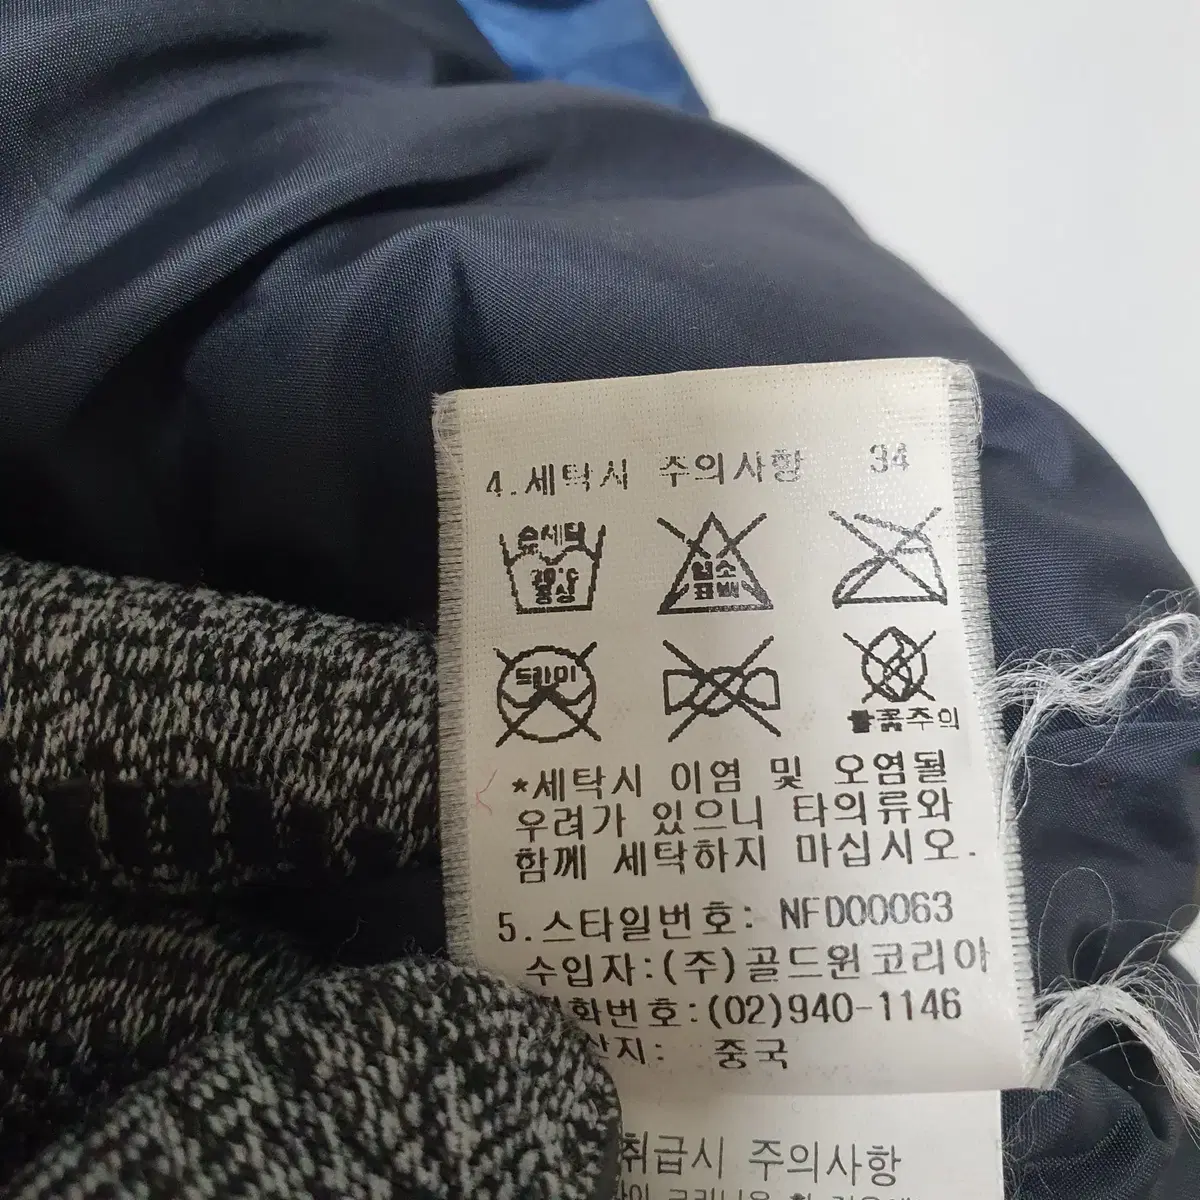 4.세탁시 주의사항 34
손세탁
30°C
중성
염소
표백
드라이
불꽃주의
*세탁시 이염 및 오염될
우려가 있으니 타의류와
함께 세탁하지 마십시오.
5.스타일번호: NFD00063
수입자:(주)골드윈코리아
전화번호:(02)940-1146
산지: 중국
취급시 주의사항